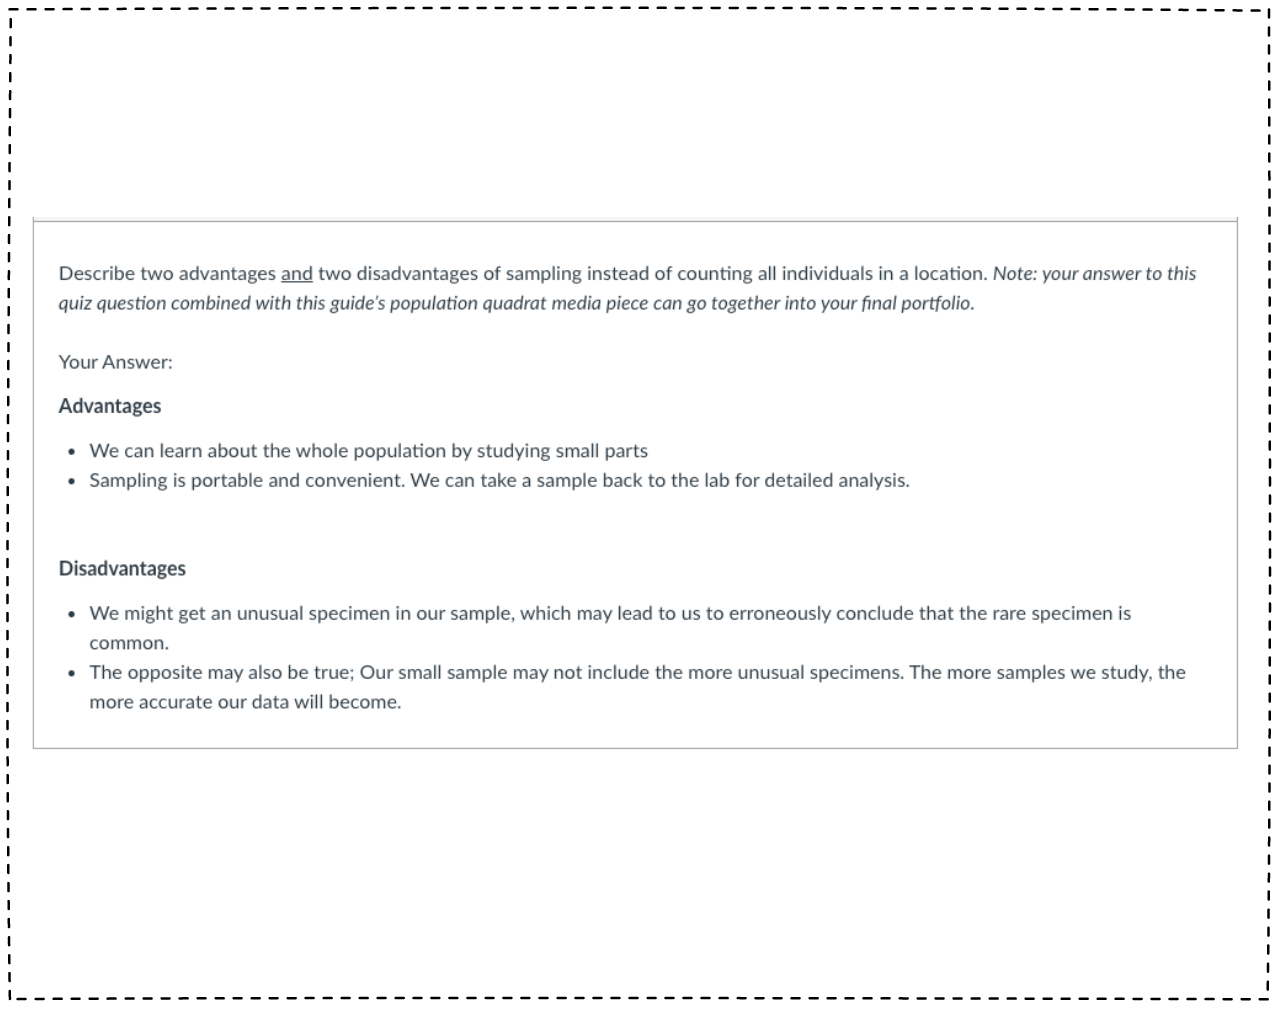 Describe two advantages and two disadvantages of sampling instead of counting all individuals in a location. Note: your answer to this
quiz question combined with this guide's population quadrat media piece can go together into your final portfolio.
Your Answer:
Advantages
• We can learn about the whole population by studying small parts
• Sampling is portable and convenient. We can take a sample back to the lab for detailed analysis.
Disadvantages
• We might get an unusual specimen in our sample, which may lead to us to erroneously conclude that the rare specimen is
common.
• The opposite may also be true; Our small sample may not include the more unusual specimens. The more samples we study, the
more accurate our data will become.